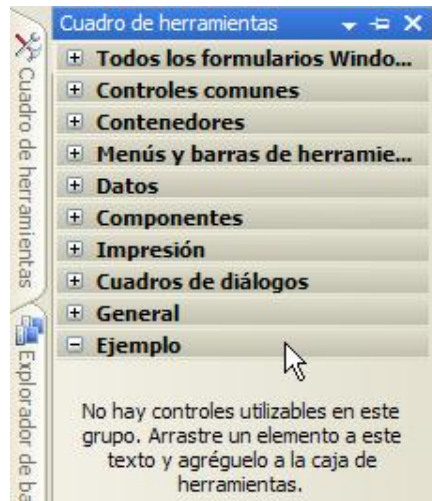 Cuadro de herramientas
Todos los formularios Windo...
Controles comunes
Contenedores
Menús y barras de herramie...
Datos
Componentes
Impresión
Cuadros de diálogos
General
Ejemplo
No hay controles utilizables en este
grupo. Arrastre un elemento a este
texto y agréguelo a la caja de
herramientas.
Cuadro de herramientas
Explorador de ba